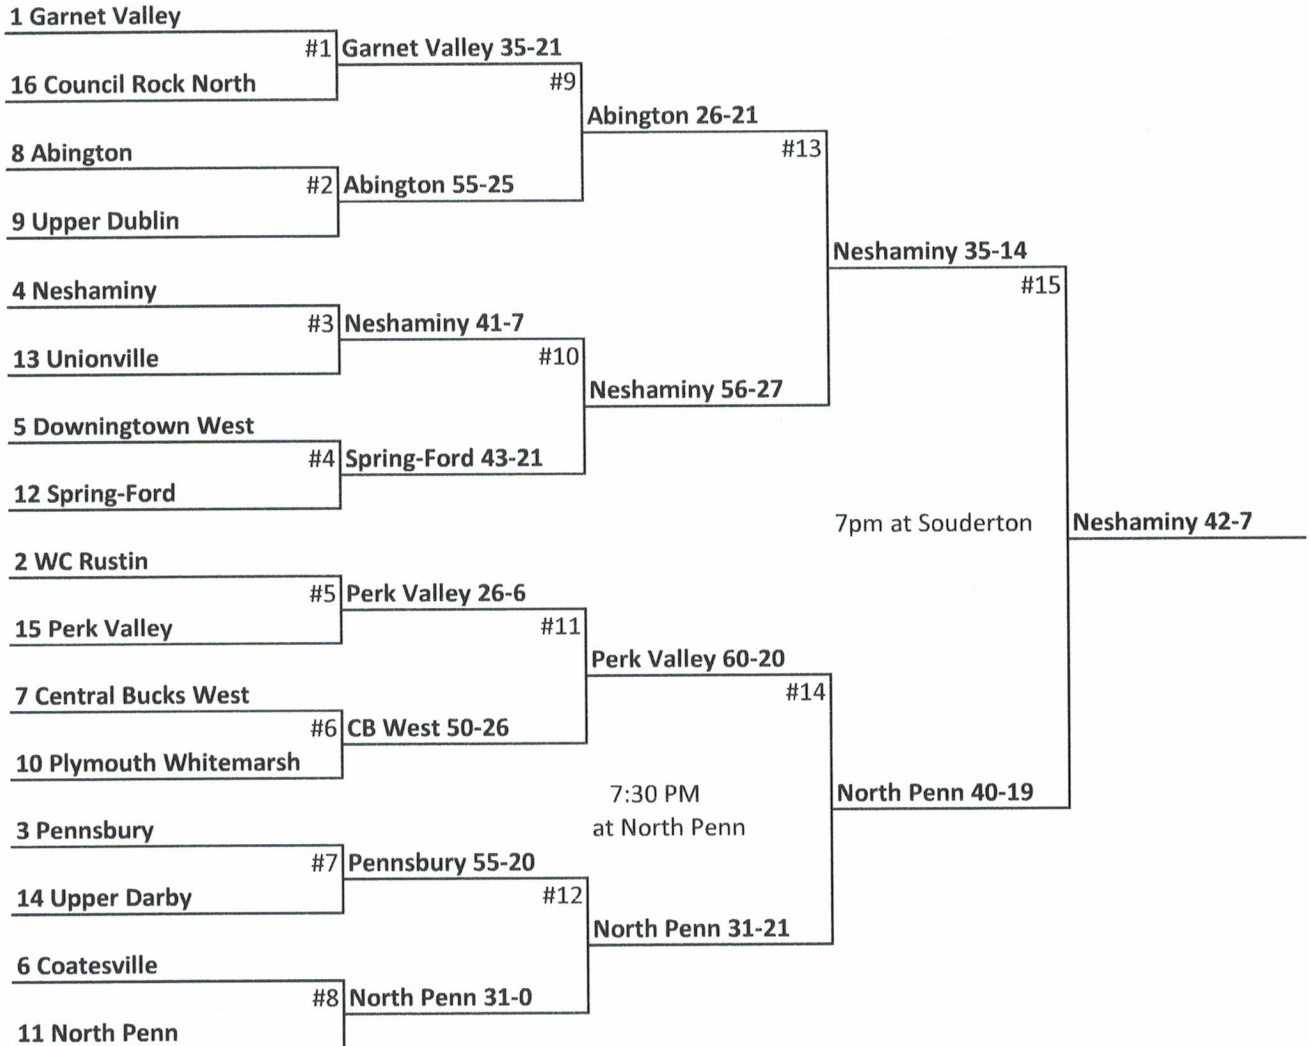 1 Garnet Valley
#1 Garnet Valley 35-21
16 Council Rock North
#9
Abington 26-21
8 Abington
#13
#2 Abington 55-25
9 Upper Dublin
Neshaminy 35-14
4 Neshaminy
#15
#3 Neshaminy 41-7
13 Unionville
#10
Neshaminy 56-27
5 Downingtown West
#4 Spring-Ford 43-21
12 Spring-Ford
7pm at Souderton
Neshaminy 42-7
2 WC Rustin
#5 Perk Valley 26-6
15 Perk Valley
#11
Perk Valley 60-20
7 Central Bucks West
#14
#6 CB West 50-26
10 Plymouth Whitemarsh
7:30 PM
at North Penn
North Penn 40-19
3 Pennsbury
#7 Pennsbury 55-20
14 Upper Darby
#12
North Penn 31-21
6 Coatesville
#8 North Penn 31-0
11 North Penn